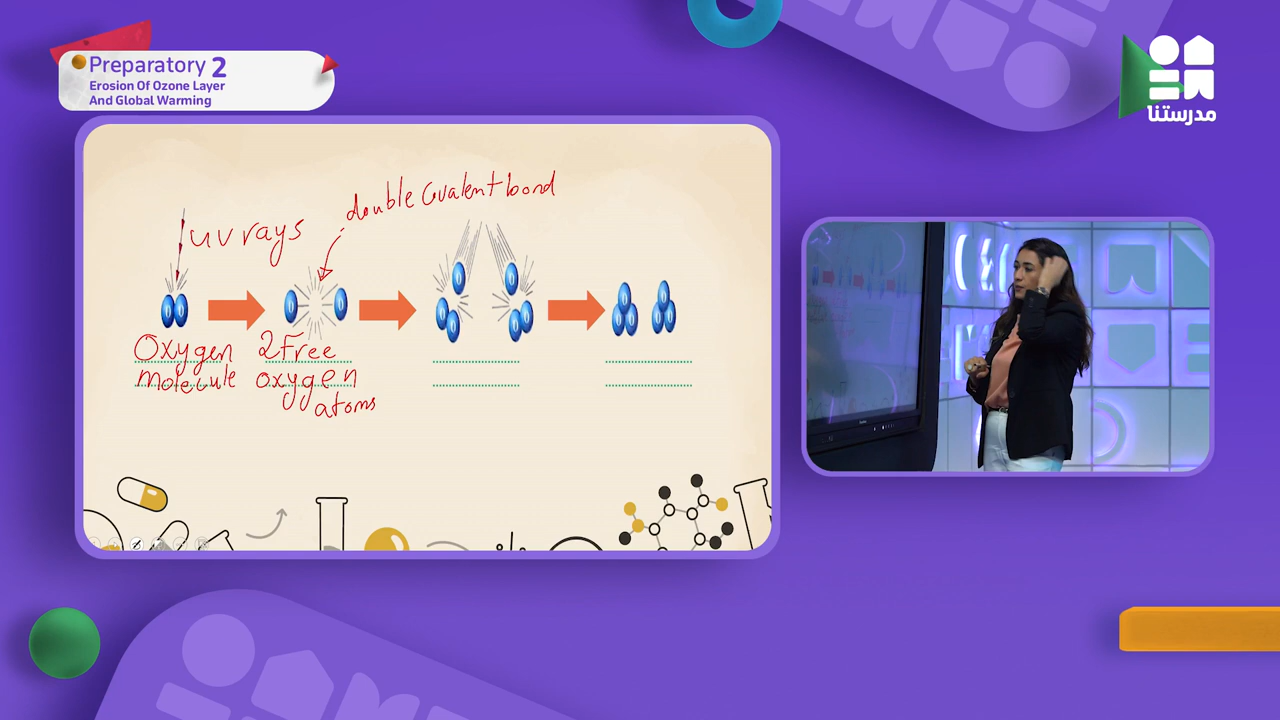 Preparatory 2
Erosion Of Ozone Layer
And Global Warming
مدرستنا
double Covalent bond
UV rays
Oxygen
molecule
2 Free
oxygen
atoms